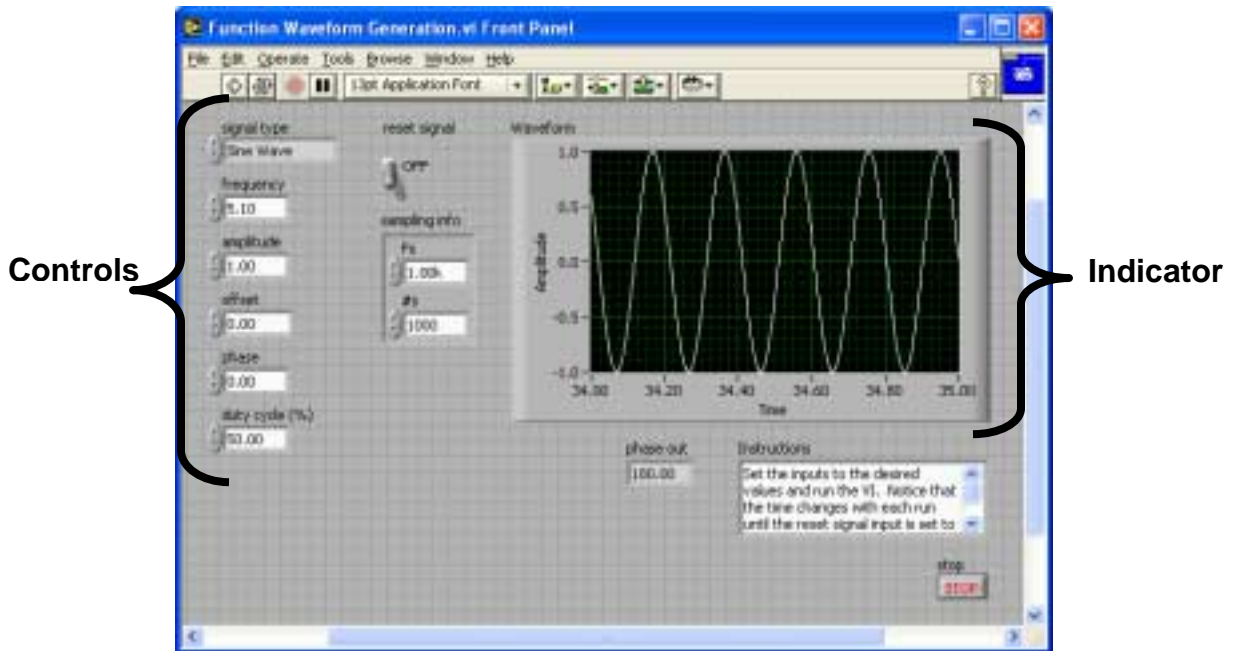 Function Waveform Generation.vi Front Panel
File Edit Operate Tools Browse Window Help
13pt Application Font
?
Controls
signal type
Sine Wave
frequency
5.10
amplitude
1.00
offset
0.00
phase
0.00
duty cycle (%)
50.00
reset signal
OFF
sampling info
Fs
1.00k
#s
1000
Waveform
Amplitude
1.0
0.5
0.0
-0.5
-1.0
34.00 34.20 34.40 34.60 34.80 35.00
Time
Indicator
phase out
180.00
Instructions
Set the inputs to the desired
values and run the VI. Notice that
the time changes with each run
until the reset signal input is set to
stop
STOP